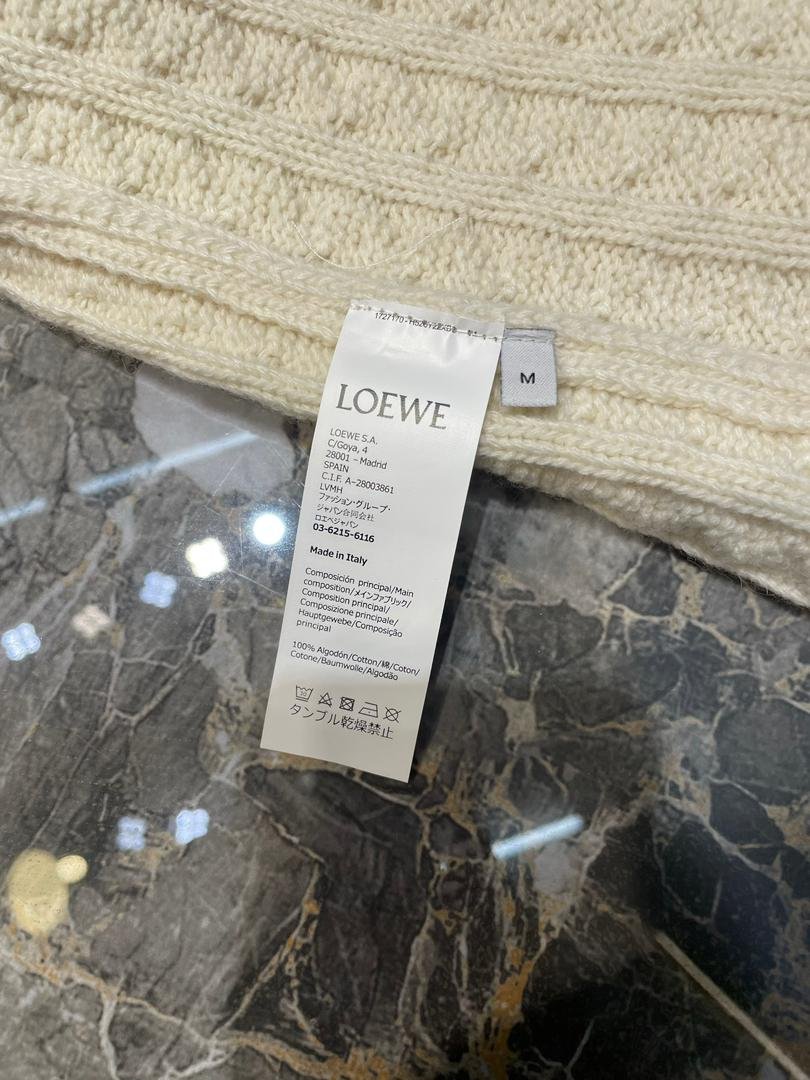 LOEWE
LOEWE S.A.
C/Goya, 4
28001 – Madrid
SPAIN
C.I.F. A-28003861
LVMH
ファッション・グループ・
ジャパン合同会社
ロエベジャパン
03-6215-6116
Made in Italy
Composición principal/Main
composition/メインファブリック/
Composition principal/
Composizione principale/
Hauptgewebe/Composição
principal
100% Algodón/Cotton/綿/Coton/
Cotone/Baumwolle/Algodão
30
タンブル乾燥禁止
M